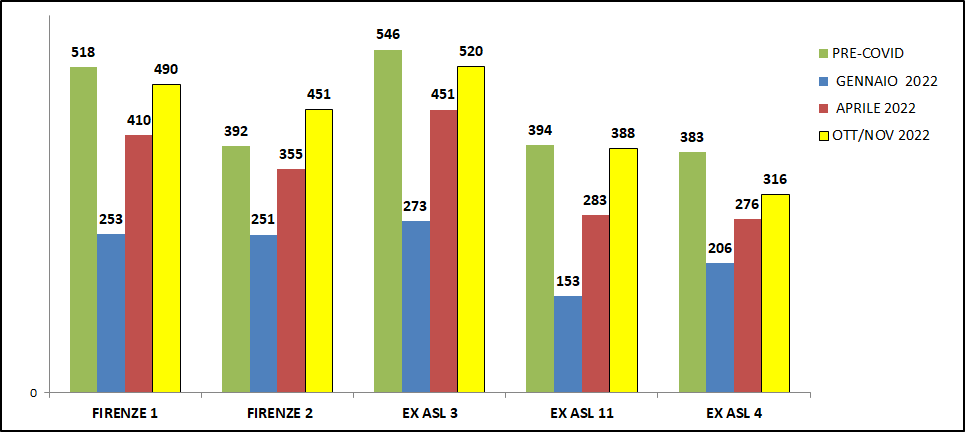 518
253
410
490
392
251
355
451
546
273
451
520
394
153
283
388
383
206
276
316
PRE-COVID
GENNAIO 2022
APRILE 2022
OTT/NOV 2022
0
FIRENZE 1
FIRENZE 2
EX ASL 3
EX ASL 11
EX ASL 4